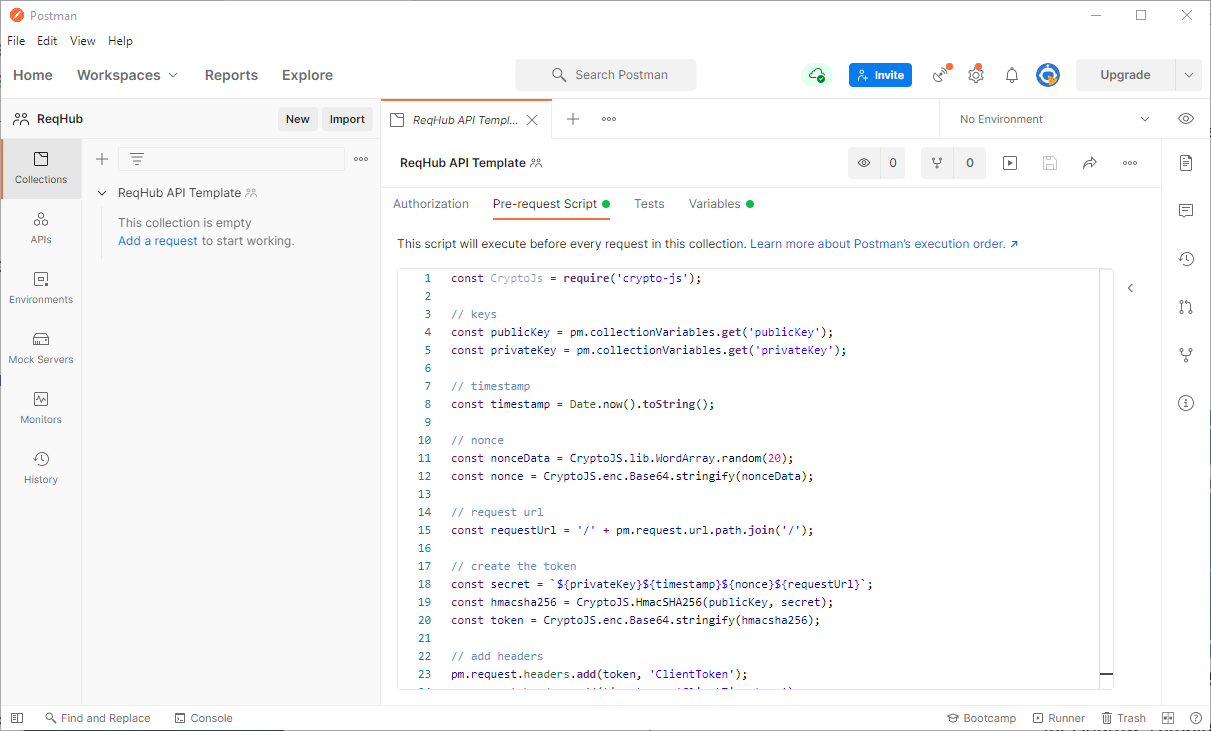 Postman
File Edit View Help
Home Workspaces Reports Explore Search Postman Invite Upgrade
ReqHub New Import ReqHub API Templ... No Environment
ReqHub API Template 0 0
Collections
ReqHub API Template
This collection is empty
Add a request to start working.
APIs
Environments
Mock Servers
Monitors
History
Authorization Pre-request Script Tests Variables
This script will execute before every request in this collection. Learn more about Postman's execution order. ↗
1 const CryptoJs = require('crypto-js');
2
3 // keys
4 const publicKey = pm.collectionVariables.get('publicKey');
5 const privateKey = pm.collectionVariables.get('privateKey');
6
7 // timestamp
8 const timestamp = Date.now().toString();
9
10 // nonce
11 const nonceData = CryptoJS.lib.WordArray.random(20);
12 const nonce = CryptoJS.enc.Base64.stringify(nonceData);
13
14 // request url
15 const requestUrl = '/' + pm.request.url.path.join('/');
16
17 // create the token
18 const secret = `${privateKey}${timestamp}${nonce}${requestUrl}`;
19 const hmacsha256 = CryptoJS.HmacSHA256(publicKey, secret);
20 const token = CryptoJS.enc.Base64.stringify(hmacsha256);
21
22 // add headers
23 pm.request.headers.add(token, 'ClientToken');
Find and Replace Console Bootcamp Runner Trash